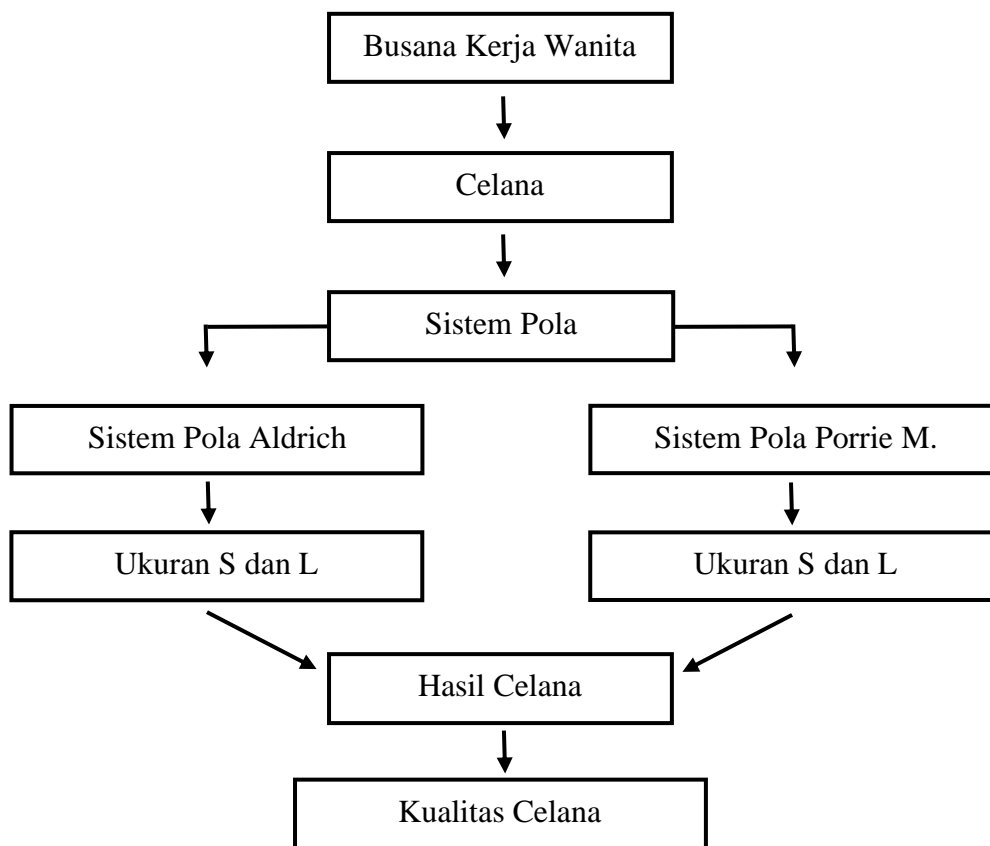 Busana Kerja Wanita
Celana
Sistem Pola
Sistem Pola Aldrich
Sistem Pola Porrie M.
Ukuran S dan L
Ukuran S dan L
Hasil Celana
Kualitas Celana